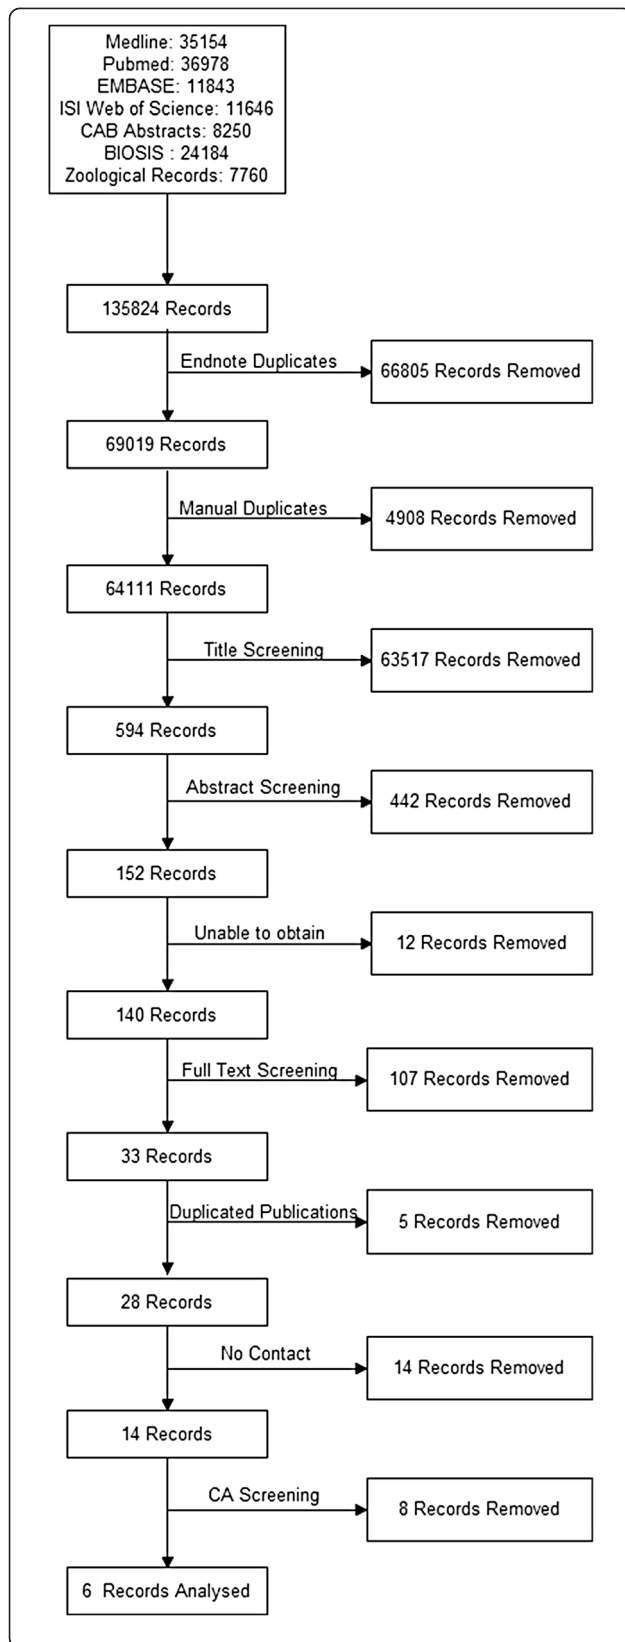 Medline: 35154
Pubmed: 36978
EMBASE: 11843
ISI Web of Science: 11646
CAB Abstracts: 8250
BIOSIS : 24184
Zoological Records: 7760
135824 Records
Endnote Duplicates
66805 Records Removed
69019 Records
Manual Duplicates
4908 Records Removed
64111 Records
Title Screening
63517 Records Removed
594 Records
Abstract Screening
442 Records Removed
152 Records
Unable to obtain
12 Records Removed
140 Records
Full Text Screening
107 Records Removed
33 Records
Duplicated Publications
5 Records Removed
28 Records
No Contact
14 Records Removed
14 Records
CA Screening
8 Records Removed
6 Records Analysed